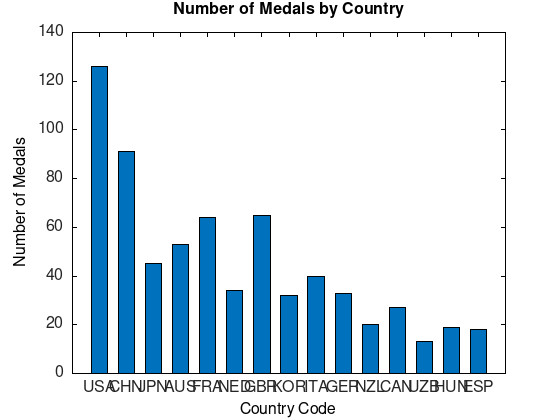 Number of Medals by Country
140
120
100
80
60
40
20
0
Number of Medals
USA CHN JPN AUS FRA NED GBR KOR ITA GER NZL CAN UZB HUN ESP
Country Code